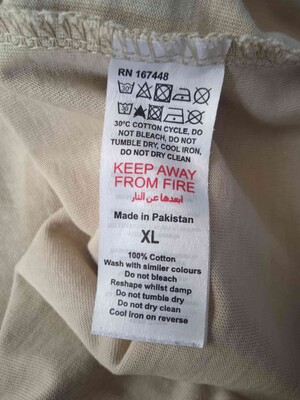 RN 167448
30°C COTTON CYCLE, DO
NOT BLEACH, DO NOT
TUMBLE DRY, COOL IRON,
DO NOT DRY CLEAN
KEEP AWAY
FROM FIRE
ابعدها عن النار
Made in Pakistan
XL
100% Cotton
Wash with similer colours
Do not bleach
Reshape whilst damp
Do not tumble dry
Do not dry clean
Cool Iron on reverse